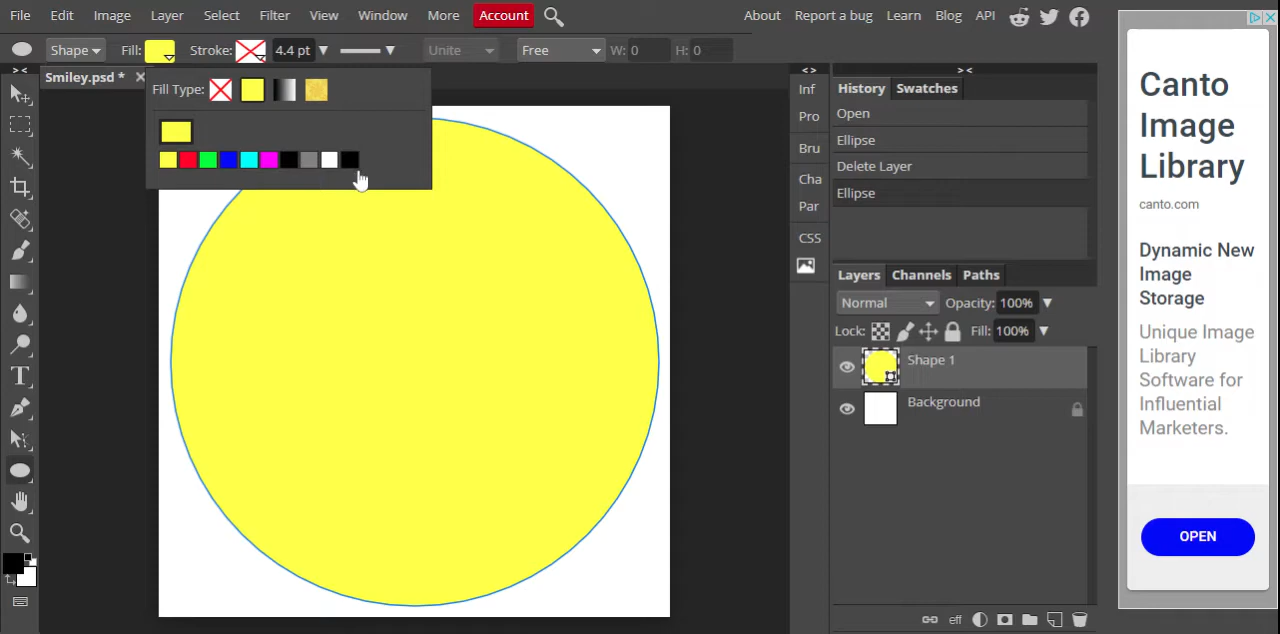 File Edit Image Layer Select Filter View Window More Account About Report a bug Learn Blog API
Shape Fill: Stroke: 4.4 pt Unite Free W: 0 H: 0
Smiley.psd *
Fill Type:
Inf
Pro
Bru
Cha
Par
CSS
History Swatches
Open
Ellipse
Delete Layer
Ellipse
Layers Channels Paths
Normal Opacity: 100%
Lock: Fill: 100%
Shape 1
Background
eff
Canto
Image
Library
canto.com
Dynamic New
Image
Storage
Unique Image
Library
Software for
Influential
Marketers.
OPEN